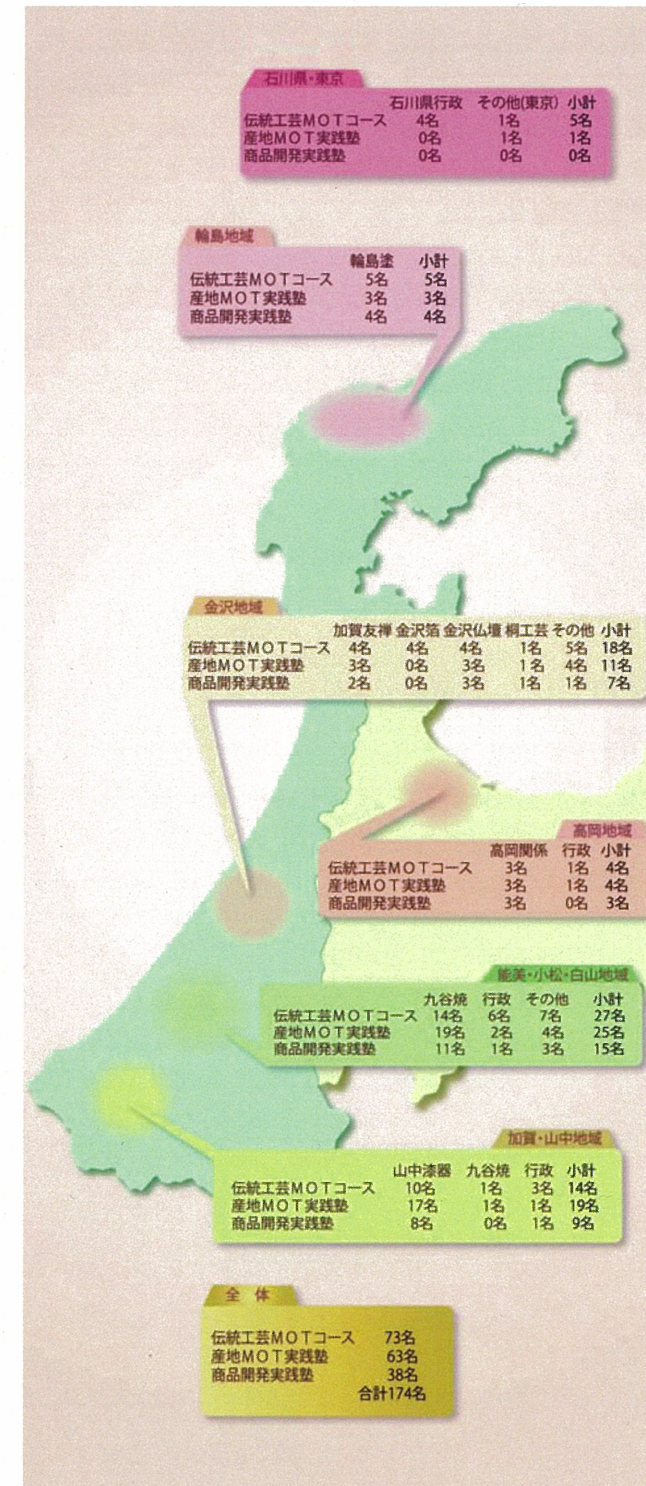 石川県・東京
石川県行政 その他(東京) 小計
伝統工芸MOTコース 4名 1名 5名
産地MOT実践塾 0名 1名 1名
商品開発実践塾 0名 0名 0名
輪島地域
輪島塗 小計
伝統工芸MOTコース 5名 5名
産地MOT実践塾 3名 3名
商品開発実践塾 4名 4名
金沢地域
加賀友禅 金沢箔 金沢仏壇 桐工芸 その他 小計
伝統工芸MOTコース 4名 4名 4名 1名 5名 18名
産地MOT実践塾 3名 0名 3名 1名 4名 11名
商品開発実践塾 2名 0名 3名 1名 1名 7名
高岡地域
高岡関係 行政 小計
伝統工芸MOTコース 3名 1名 4名
産地MOT実践塾 3名 1名 4名
商品開発実践塾 3名 0名 3名
能美・小松・白山地域
九谷焼 行政 その他 小計
伝統工芸MOTコース 14名 6名 7名 27名
産地MOT実践塾 19名 2名 4名 25名
商品開発実践塾 11名 1名 3名 15名
加賀・山中地域
山中漆器 九谷焼 行政 小計
伝統工芸MOTコース 10名 1名 3名 14名
産地MOT実践塾 17名 1名 1名 19名
商品開発実践塾 8名 0名 1名 9名
全 体
伝統工芸MOTコース 73名
産地MOT実践塾 63名
商品開発実践塾 38名
合計174名